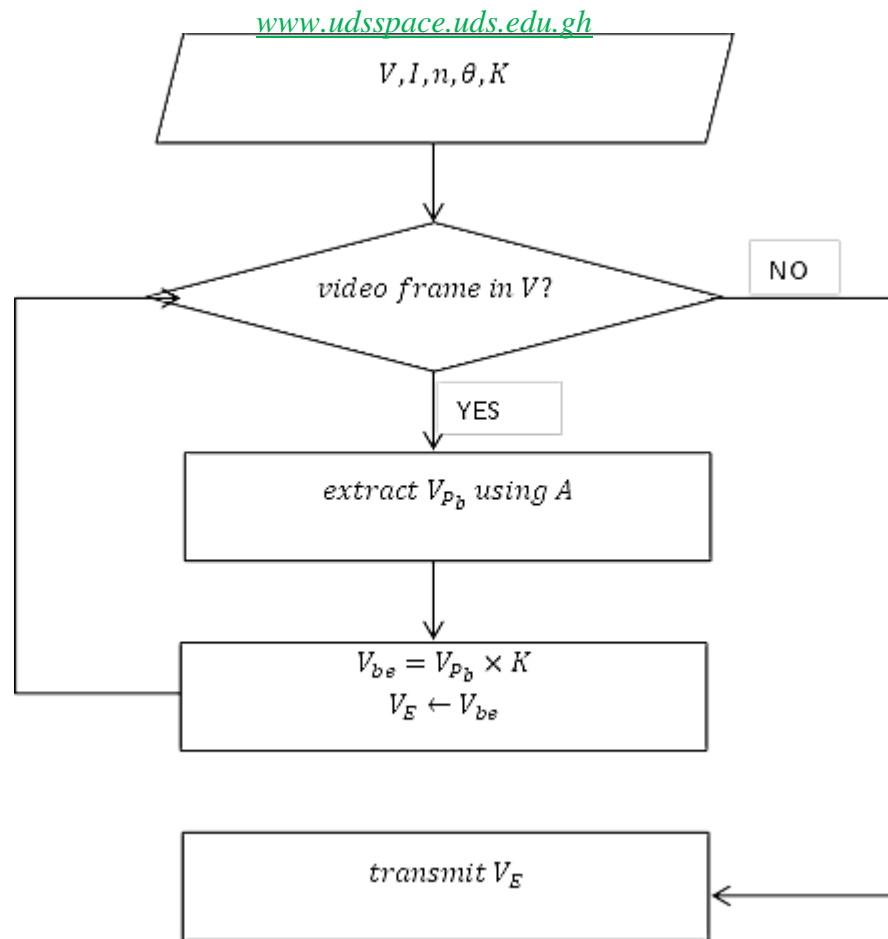 www.udsspace.uds.edu.gh
V, I, n, θ, K
video frame in V?
NO
YES
extract V_{P_b} using A
V_{be} = V_{P_b} × K
V_E ← V_{be}
transmit V_E